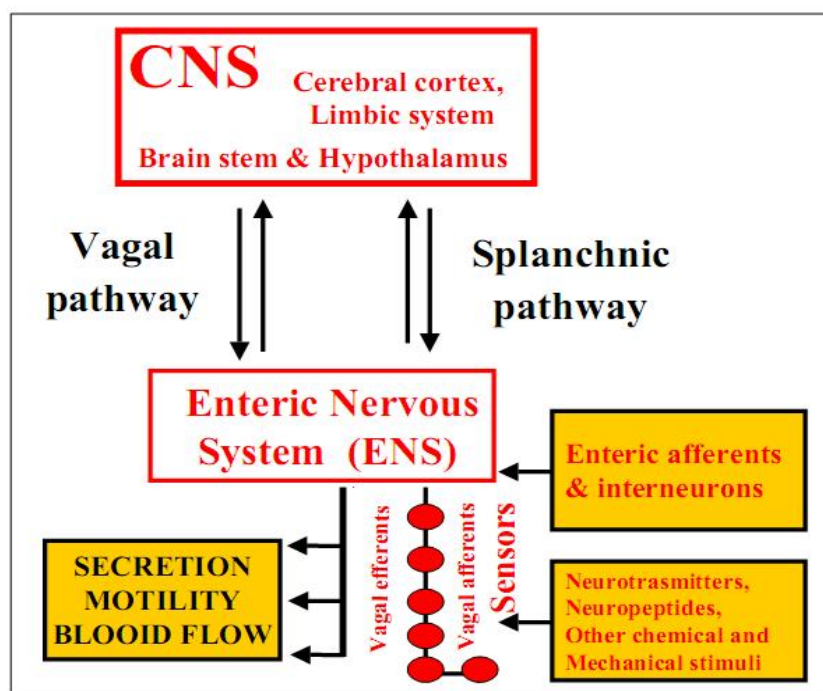 CNS
Cerebral cortex,
Limbic system
Brain stem & Hypothalamus
Vagal
pathway
Splanchnic
pathway
Enteric Nervous
System (ENS)
Enteric afferents
& interneurons
Vagal efferents
Vagal afferents
Sensors
SECRETION
MOTILITY
BLOOID FLOW
Neurotrasmitters,
Neuropeptides,
Other chemical and
Mechanical stimuli